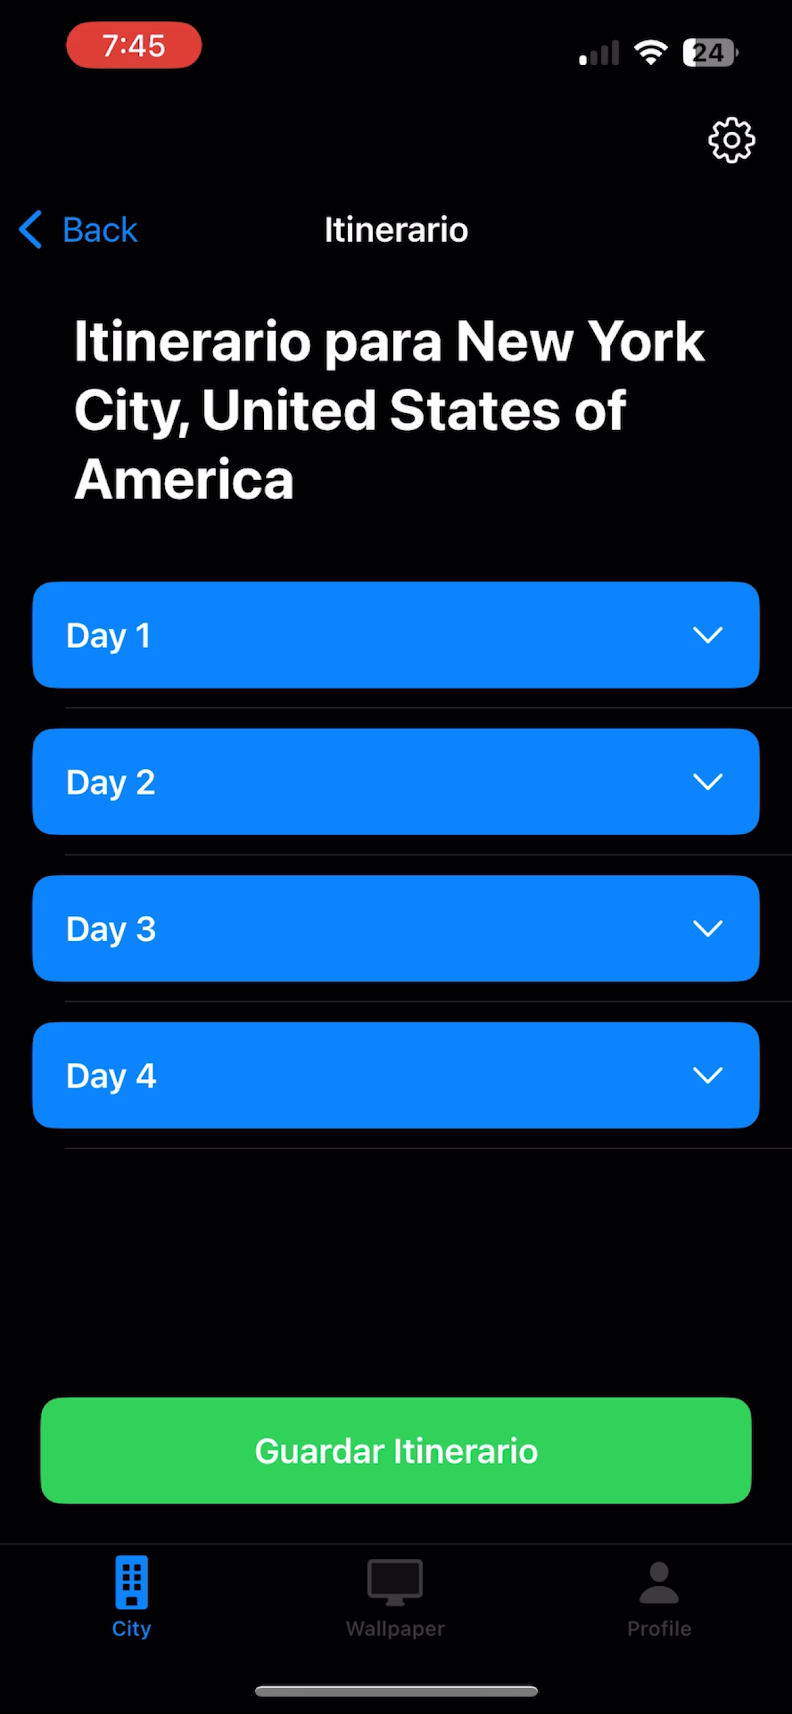 7:45
24
Back
Itinerario
Itinerario para New York
City, United States of
America
Day 1
Day 2
Day 3
Day 4
Guardar Itinerario
City
Wallpaper
Profile